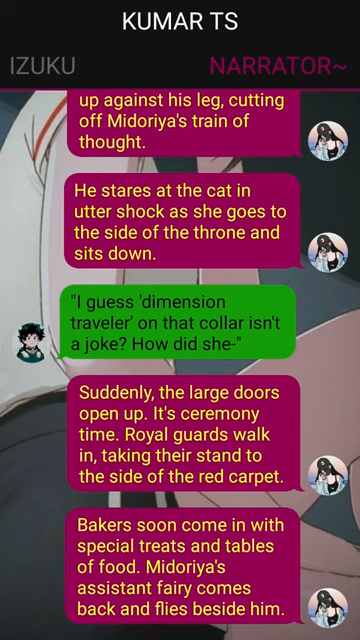 KUMAR TS
IZUKU
NARRATOR~
up against his leg, cutting
off Midoriya's train of
thought.
He stares at the cat in
utter shock as she goes to
the side of the throne and
sits down.
"I guess 'dimension
traveler' on that collar isn't
a joke? How did she-"
Suddenly, the large doors
open up. It's ceremony
time. Royal guards walk
in, taking their stand to
the side of the red carpet.
Bakers soon come in with
special treats and tables
of food. Midoriya's
assistant fairy comes
back and flies beside him.